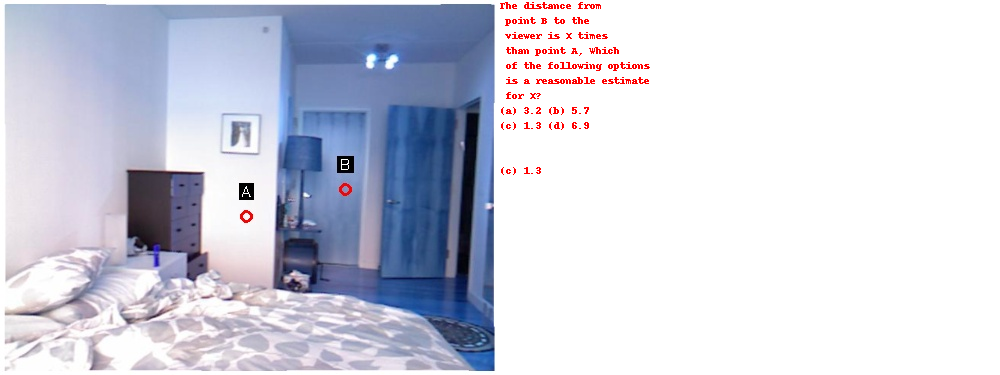 A
B
The distance from
point B to the
viewer is X times
than point A, Which
of the following options
is a reasonable estimate
for X?
(a) 3.2 (b) 5.7
(c) 1.3 (d) 6.9
(c) 1.3